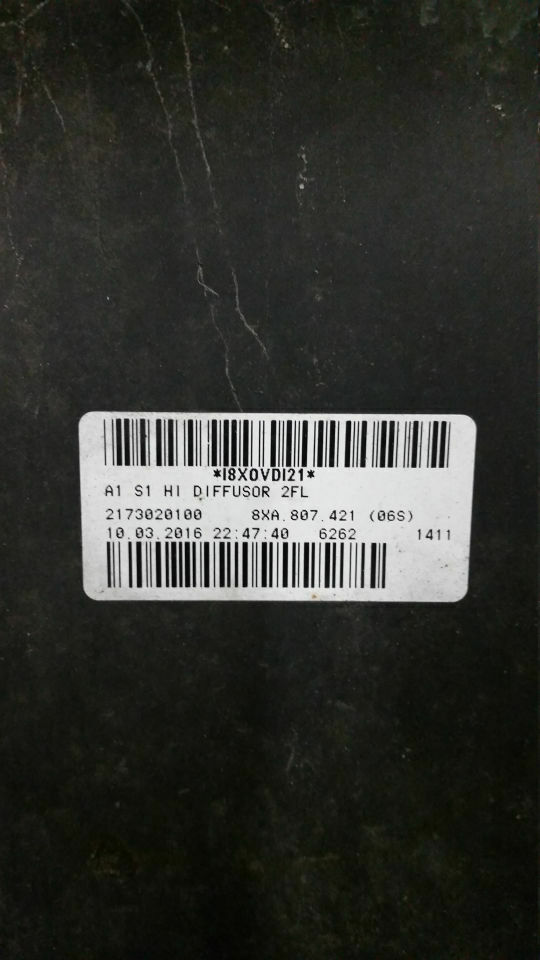 *I8XOVDI21*
A1 S1 HI DIFFUSOR 2FL
2173020100 8XA.807.421 (06S)
10.03.2016 22:47:40 6262 1411